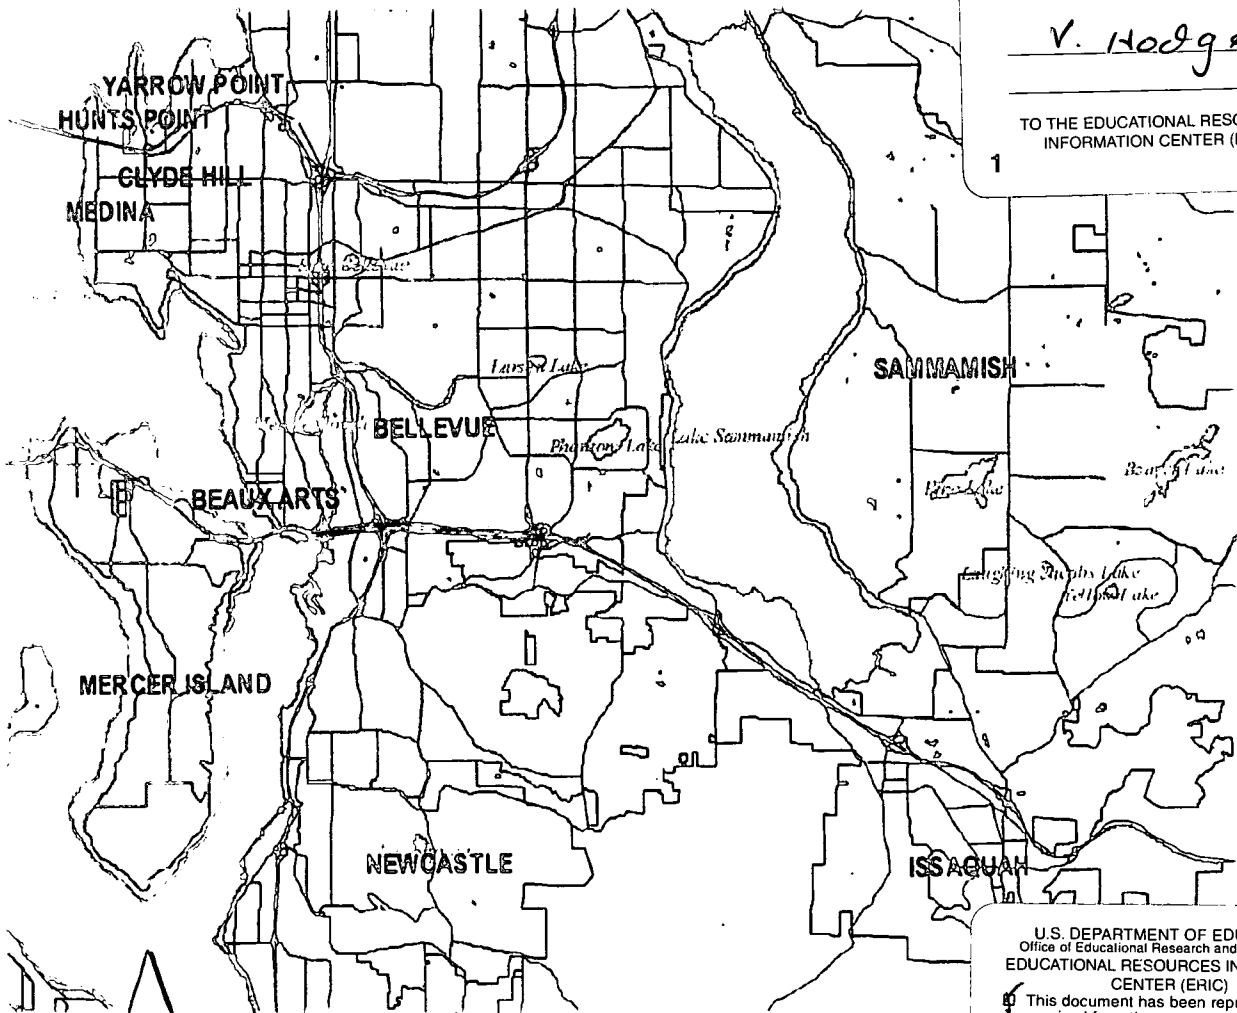 V. Hodg
TO THE EDUCATIONAL RESO
INFORMATION CENTER (
1
YARROW POINT
HUNTS POINT
CLYDE HILL
MEDINA
SAMMAMISH
Larsen Lake
BELLEVUE
Phantom Lake
Lake Sammamish
Beaver Lake
Pine Lake
BEAUX ARTS
Laughing Jacobs Lake
Yellow Lake
MERCER ISLAND
NEWCASTLE
ISSAQUAH
U.S. DEPARTMENT OF EDU
Office of Educational Research and
EDUCATIONAL RESOURCES IN
CENTER (ERIC)
This document has been repr